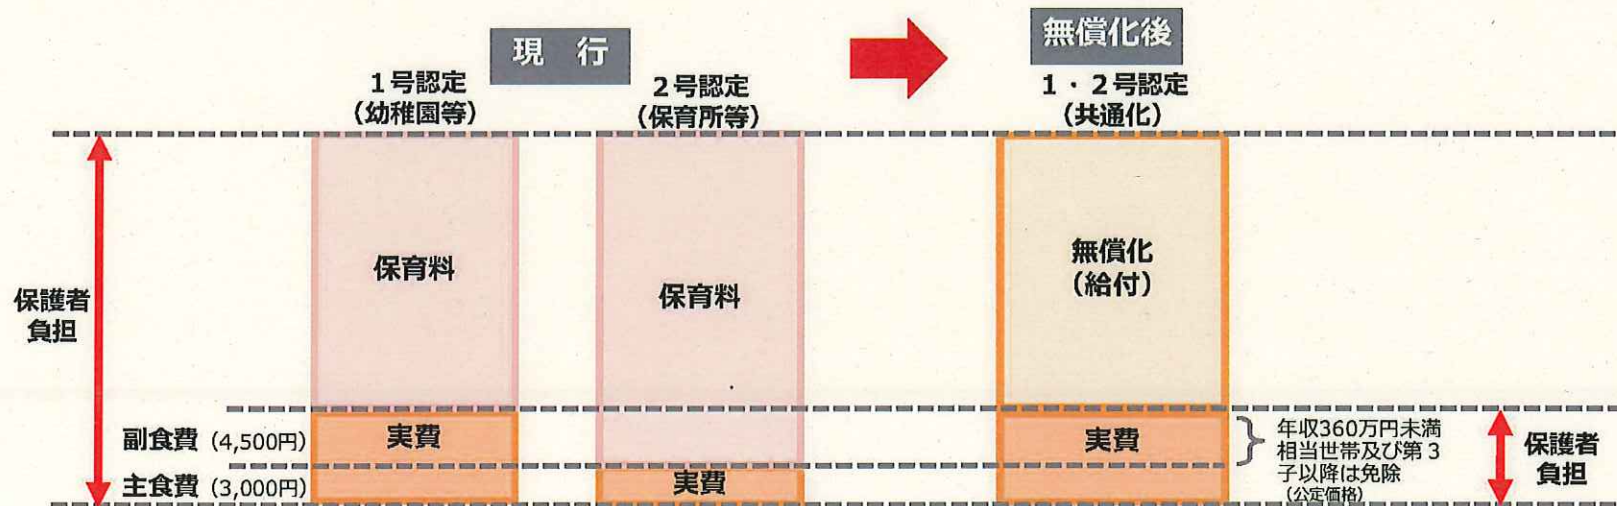 現 行
無償化後
1号認定
(幼稚園等)
2号認定
(保育所等)
1・2号認定
(共通化)
保護者
負担
保育料
保育料
無償化
(給付)
副食費 (4,500円)
実費
実費
年収360万円未満
相当世帯及び第3
子以降は免除
(公定価格)
保護者
負担
主食費 (3,000円)
実費